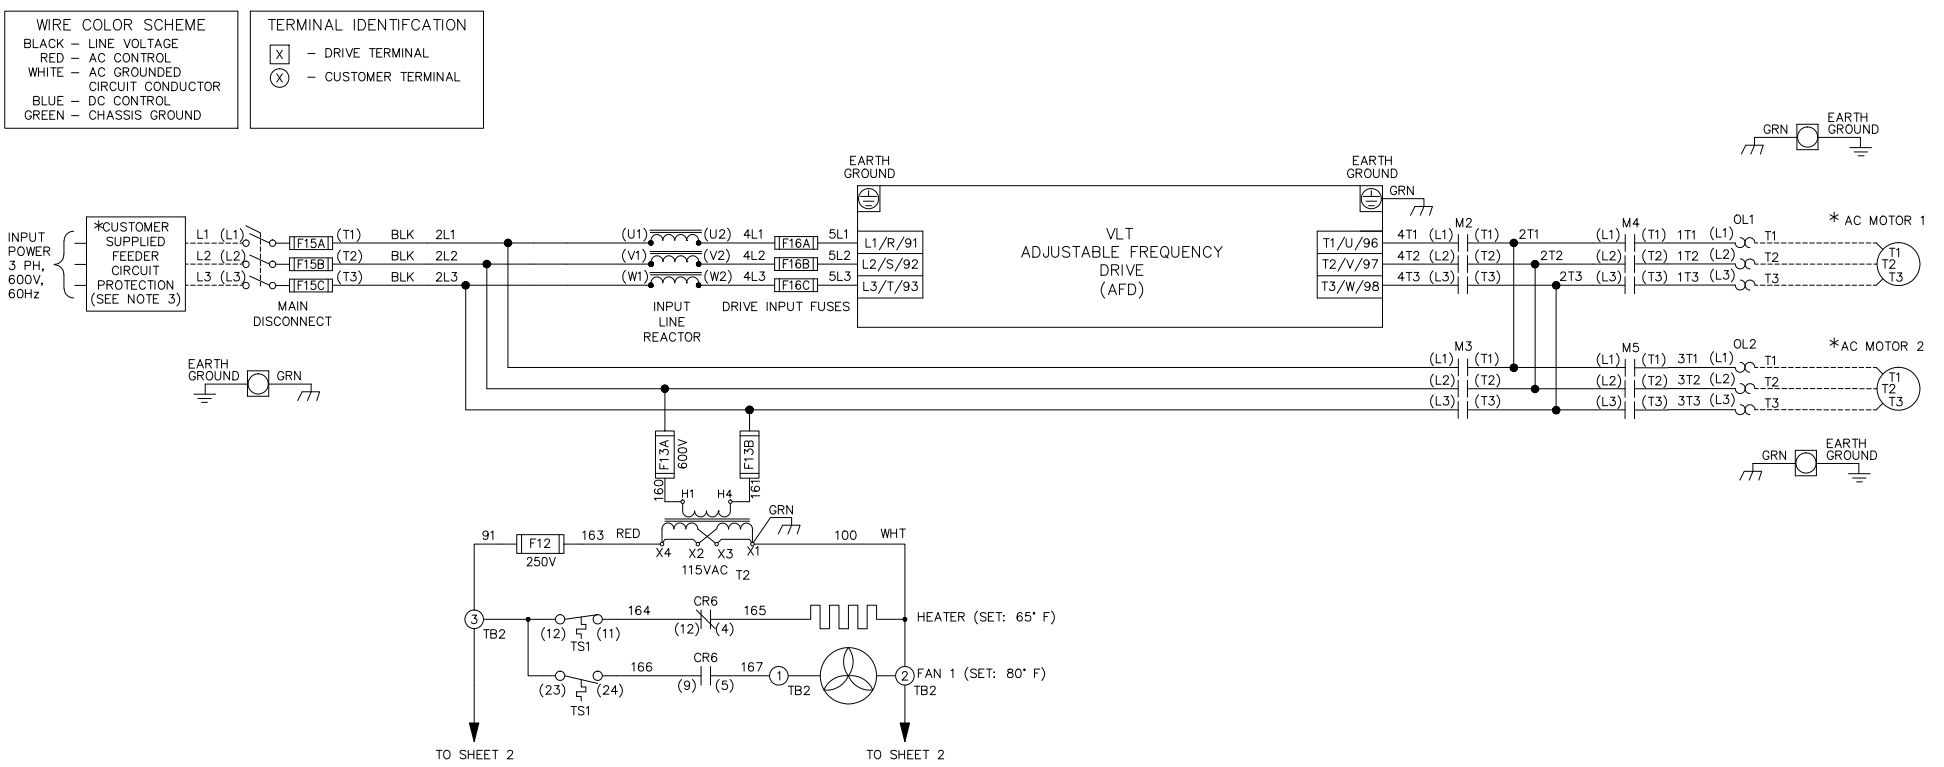 WIRE COLOR SCHEME
BLACK – LINE VOLTAGE
RED – AC CONTROL
WHITE – AC GROUNDED
CIRCUIT CONDUCTOR
BLUE – DC CONTROL
GREEN – CHASSIS GROUND
TERMINAL IDENTIFCATION
X – DRIVE TERMINAL
X – CUSTOMER TERMINAL
INPUT
POWER
3 PH,
600V,
60Hz
*CUSTOMER
SUPPLIED
FEEDER
CIRCUIT
PROTECTION
(SEE NOTE 3)
L1 (L1) F15A (T1) BLK 2L1 (U1) (U2) 4L1 F16A 5L1 L1/R/91
L2 (L2) F15B (T2) BLK 2L2 (V1) (V2) 4L2 F16B 5L2 L2/S/92
L3 (L3) F15C (T3) BLK 2L3 (W1) (W2) 4L3 F16C 5L3 L3/T/93
MAIN
DISCONNECT
INPUT
LINE
REACTOR
DRIVE INPUT FUSES
EARTH
GROUND
VLT
ADJUSTABLE FREQUENCY
DRIVE
(AFD)
EARTH
GROUND
GRN
T1/U/96 4T1 (L1) M2 (T1) 2T1 (L1) M4 (T1) 1T1 (L1) OL1 T1
T2/V/97 4T2 (L2) (T2) 2T2 (L2) (T2) 1T2 (L2) T2
T3/W/98 4T3 (L3) (T3) 2T3 (L3) (T3) 1T3 (L3) T3
* AC MOTOR 1
T1
T2
T3
GRN
EARTH
GROUND
(L1) M3 (T1) (L1) M5 (T1) 3T1 (L1) OL2 T1
(L2) (T2) (L2) (T2) 3T2 (L2) T2
(L3) (T3) (L3) (T3) 3T3 (L3) T3
*AC MOTOR 2
T1
T2
T3
GRN
EARTH
GROUND
EARTH
GROUND
GRN
F13A
600V
F13B
160
H1
H4
161
GRN
91
F12
250V
163
RED
X4
X2
X3
X1
115VAC
T2
100
WHT
3
TB2
(12)
(11)
TS1
164
CR6
(12)
(4)
165
HEATER (SET: 65° F)
(23)
(24)
TS1
166
CR6
(9)
(5)
167
1
TB2
2
TB2
FAN 1 (SET: 80° F)
TO SHEET 2
TO SHEET 2